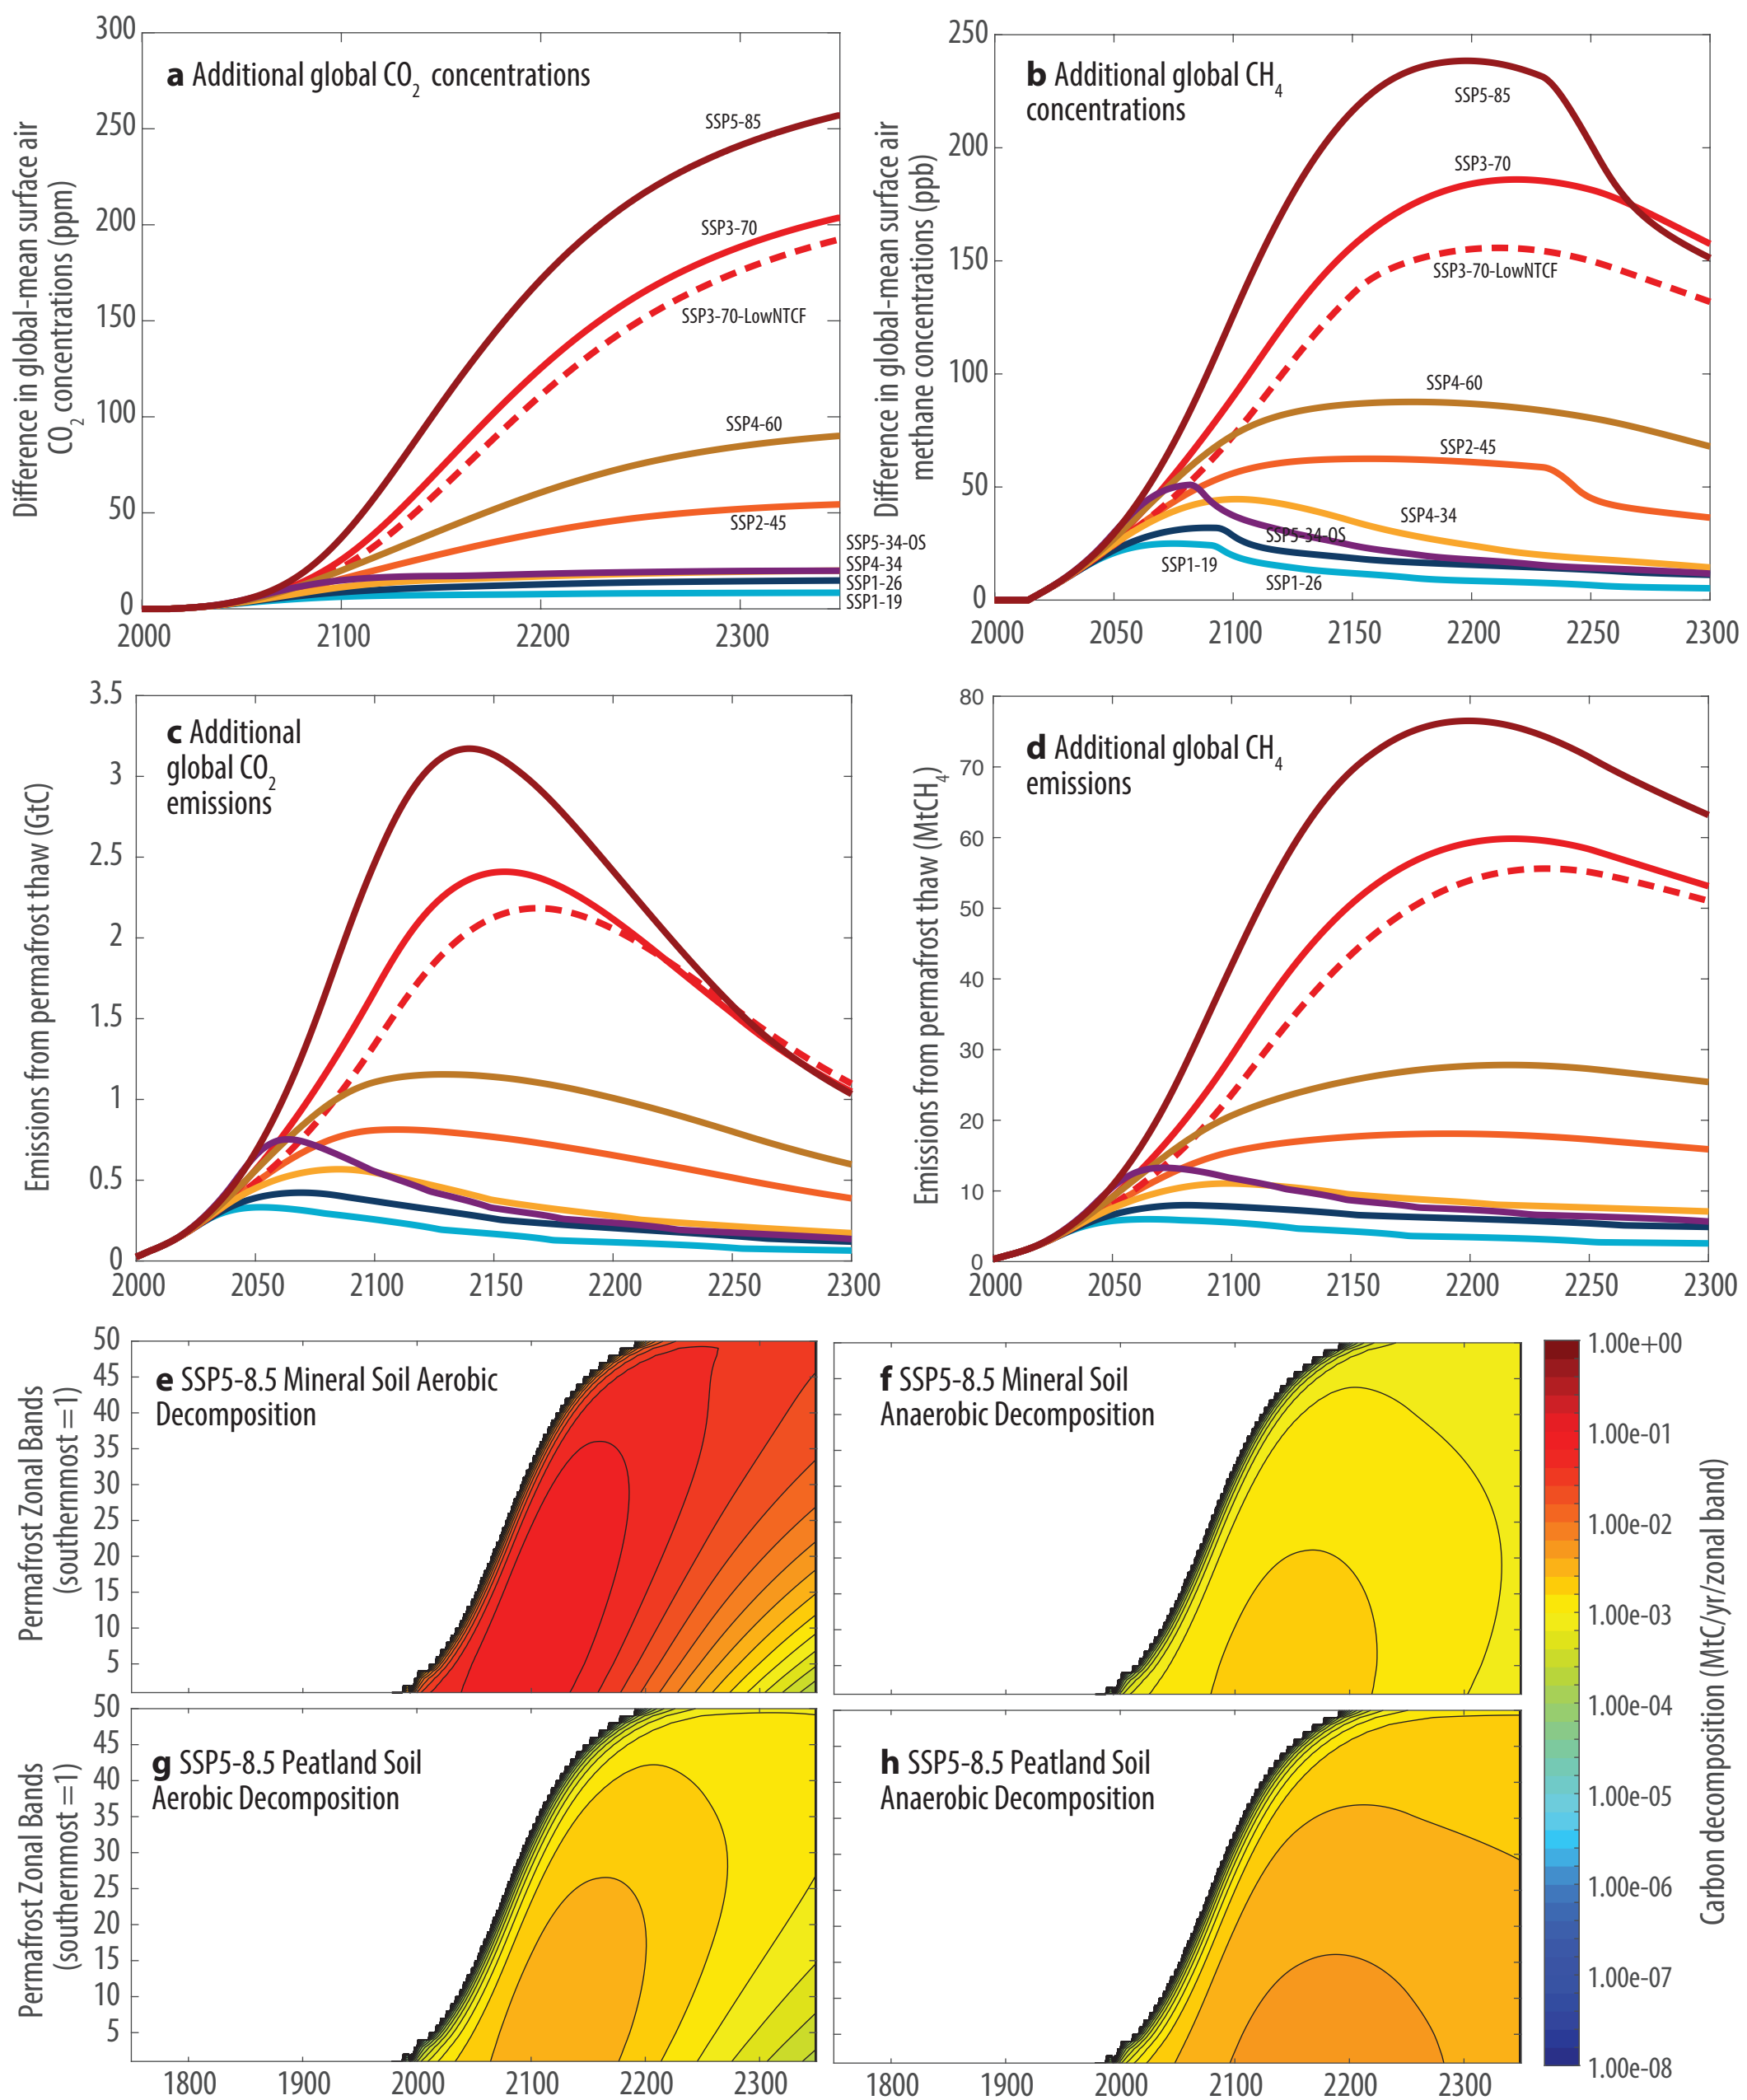 a Additional global CO2 concentrations
Difference in global-mean surface air
CO2 concentrations (ppm)
300
250
200
150
100
50
0
2000 2100 2200 2300
SSP5-85
SSP3-70
SSP3-70-LowNTCF
SSP4-60
SSP2-45
SSP5-34-OS
SSP4-34
SSP1-26
SSP1-19
b Additional global CH4
concentrations
Difference in global-mean surface air
methane concentrations (ppb)
250
200
150
100
50
0
2000 2050 2100 2150 2200 2250 2300
SSP5-85
SSP3-70
SSP3-70-LowNTCF
SSP4-60
SSP2-45
SSP4-34
SSP5-34-OS
SSP1-19
SSP1-26
c Additional
global CO2
emissions
Emissions from permafrost thaw (GtC)
3.5
3
2.5
2
1.5
1
0.5
0
2000 2050 2100 2150 2200 2250 2300
d Additional global CH4
emissions
Emissions from permafrost thaw (MtCH4)
80
70
60
50
40
30
20
10
0
2000 2050 2100 2150 2200 2250 2300
e SSP5-8.5 Mineral Soil Aerobic
Decomposition
Permafrost Zonal Bands
(southernmost =1)
50
45
40
35
30
25
20
15
10
5
f SSP5-8.5 Mineral Soil
Anaerobic Decomposition
g SSP5-8.5 Peatland Soil
Aerobic Decomposition
Permafrost Zonal Bands
(southernmost =1)
50
45
40
35
30
25
20
15
10
5
1800 1900 2000 2100 2200 2300
h SSP5-8.5 Peatland Soil
Anaerobic Decomposition
1800 1900 2000 2100 2200 2300
1.00e+00
1.00e-01
1.00e-02
1.00e-03
1.00e-04
1.00e-05
1.00e-06
1.00e-07
1.00e-08
Carbon decomposition (MtC/yr/zonal band)